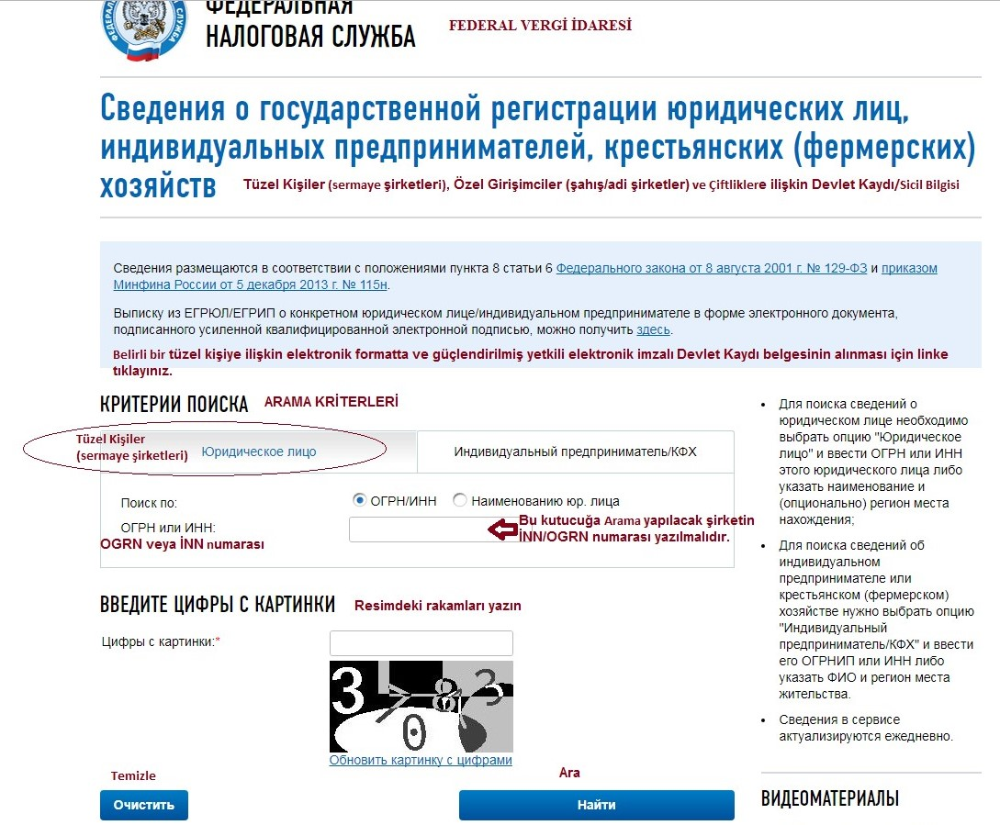 ФЕДЕРАЛЬНАЯ
НАЛОГОВАЯ СЛУЖБА
FEDERAL VERGİ İDARESİ
Сведения о государственной регистрации юридических лиц,
индивидуальных предпринимателей, крестьянских (фермерских)
хозяйств
Tüzel Kişiler (sermaye şirketleri), Özel Girişimciler (şahış/adi şirketler) ve Çiftliklere ilişkin Devlet Kaydı/Sicil Bilgisi
Сведения размещаются в соответствии с положениями пункта 8 статьи 6 Федерального закона от 8 августа 2001 г. № 129-ФЗ и приказом
Минфина России от 5 декабря 2013 г. № 115н.
Выписку из ЕГРЮЛ/ЕГРИП о конкретном юридическом лице/индивидуальном предпринимателе в форме электронного документа,
подписанного усиленной квалифицированной электронной подписью, можно получить здесь.
Belirli bir tüzel kişiye ilişkin elektronik formatta ve güçlendirilmiş yetkili elektronik imzalı Devlet Kaydı belgesinin alınması için linke
tıklayınız.
КРИТЕРИИ ПОИСКА
ARAMA KRİTERLERİ
Tüzel Kişiler
(sermaye şirketleri)
Юридическое лицо
Индивидуальный предприниматель/КФХ
Поиск по:
ОГРН/ИНН
Наименованию юр. лица
ОГРН или ИНН:
OGRN veya İNN numarası
Bu kutucuğa Arama yapılacak şirketin
İNN/OGRN numarası yazılmalıdır.
ВВЕДИТЕ ЦИФРЫ С КАРТИНКИ
Resimdeki rakamları yazın
Цифры с картинки:*
Обновить картинку с цифрами
Temizle
Ara
Очистить
Найти
• Для поиска сведений о
юридическом лице необходимо
выбрать опцию "Юридическое
лицо" и ввести ОГРН или ИНН
этого юридического лица либо
указать наименование и
(опционально) регион места
нахождения;
• Для поиска сведений об
индивидуальном
предпринимателе или
крестьянском (фермерском)
хозяйстве нужно выбрать опцию
"Индивидуальный
предприниматель/КФХ" и ввести
его ОГРНИП или ИНН либо
указать ФИО и регион места
жительства.
• Сведения в сервисе
актуализируются ежедневно.
ВИДЕОМАТЕРИАЛЫ